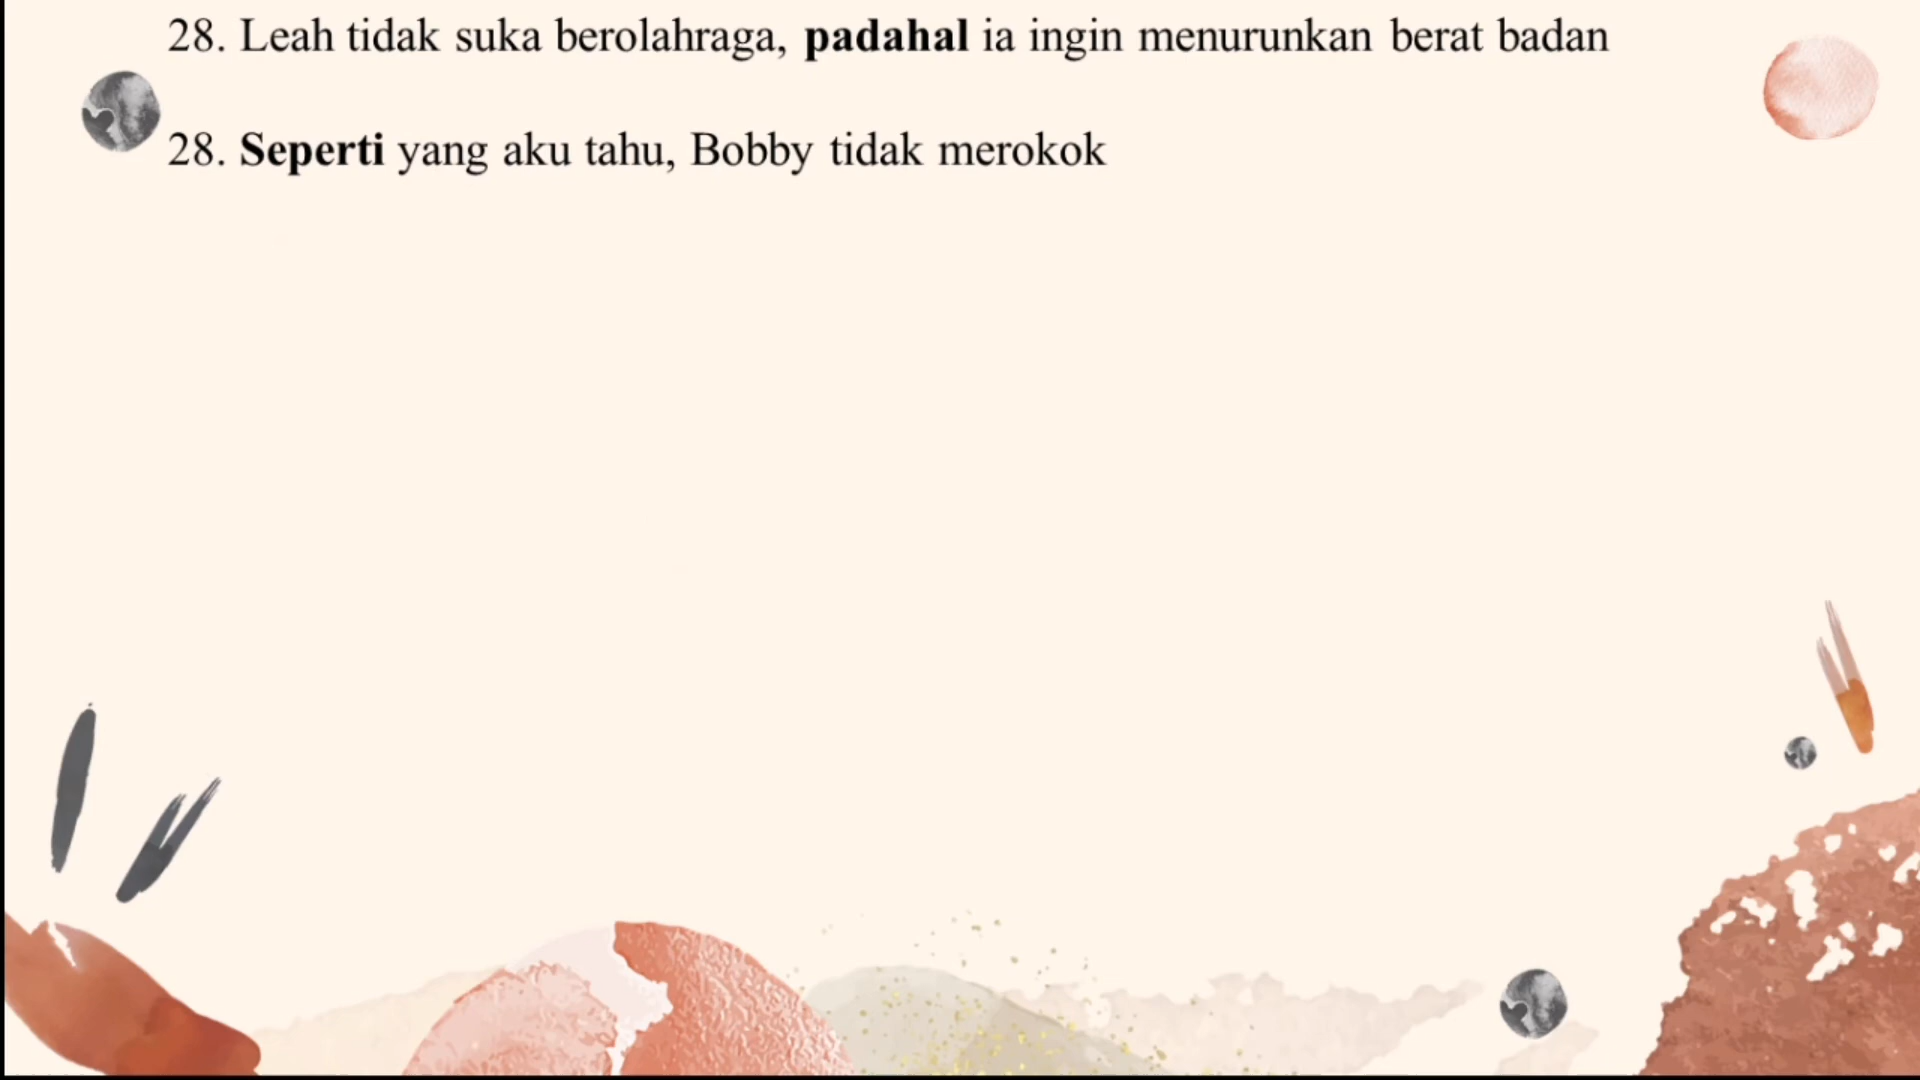 28. Leah tidak suka berolahraga, padahal ia ingin menurunkan berat badan
28. Seperti yang aku tahu, Bobby tidak merokok